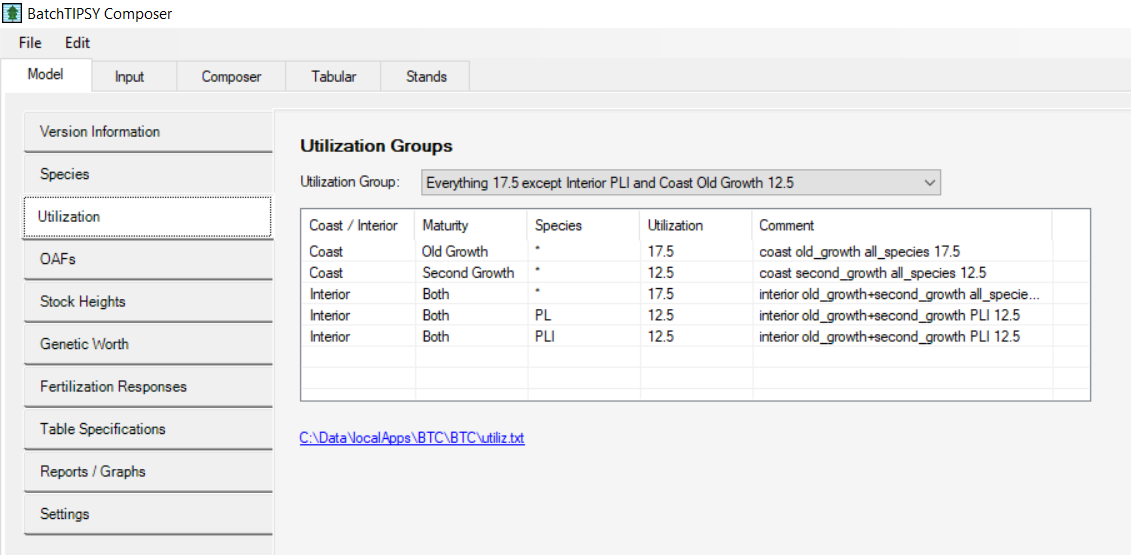 BatchTIPSY Composer
File Edit
Model Input Composer Tabular Stands
Version Information
Species
Utilization
OAFs
Stock Heights
Genetic Worth
Fertilization Responses
Table Specifications
Reports / Graphs
Settings
Utilization Groups
Utilization Group: Everything 17.5 except Interior PLI and Coast Old Growth 12.5
Coast / Interior Maturity Species Utilization Comment
Coast Old Growth * 17.5 coast old_growth all_species 17.5
Coast Second Growth * 12.5 coast second_growth all_species 12.5
Interior Both * 17.5 interior old_growth+second_growth all_specie...
Interior Both PL 12.5 interior old_growth+second_growth PLI 12.5
Interior Both PLI 12.5 interior old_growth+second_growth PLI 12.5
C:\Data\localApps\BTC\BTC\utiliz.txt